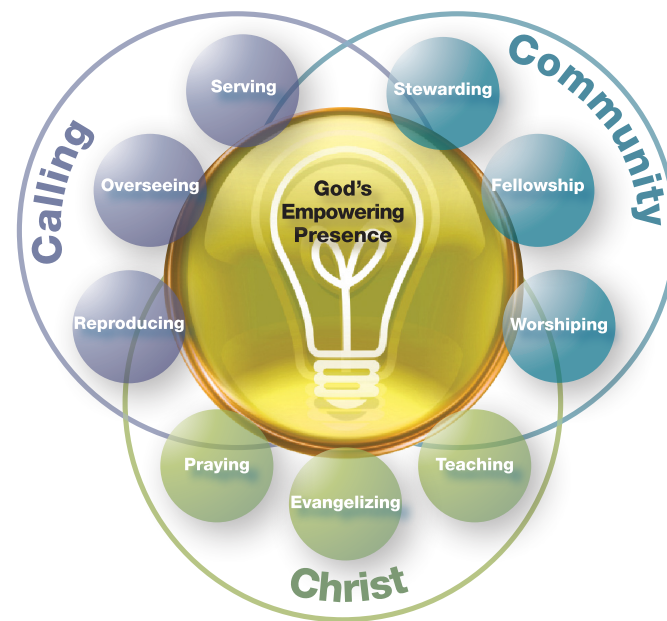 Calling
Community
Serving
Stewarding
Overseeing
Fellowship
God's
Empowering
Presence
Reproducing
Worshiping
Praying
Evangelizing
Teaching
Christ